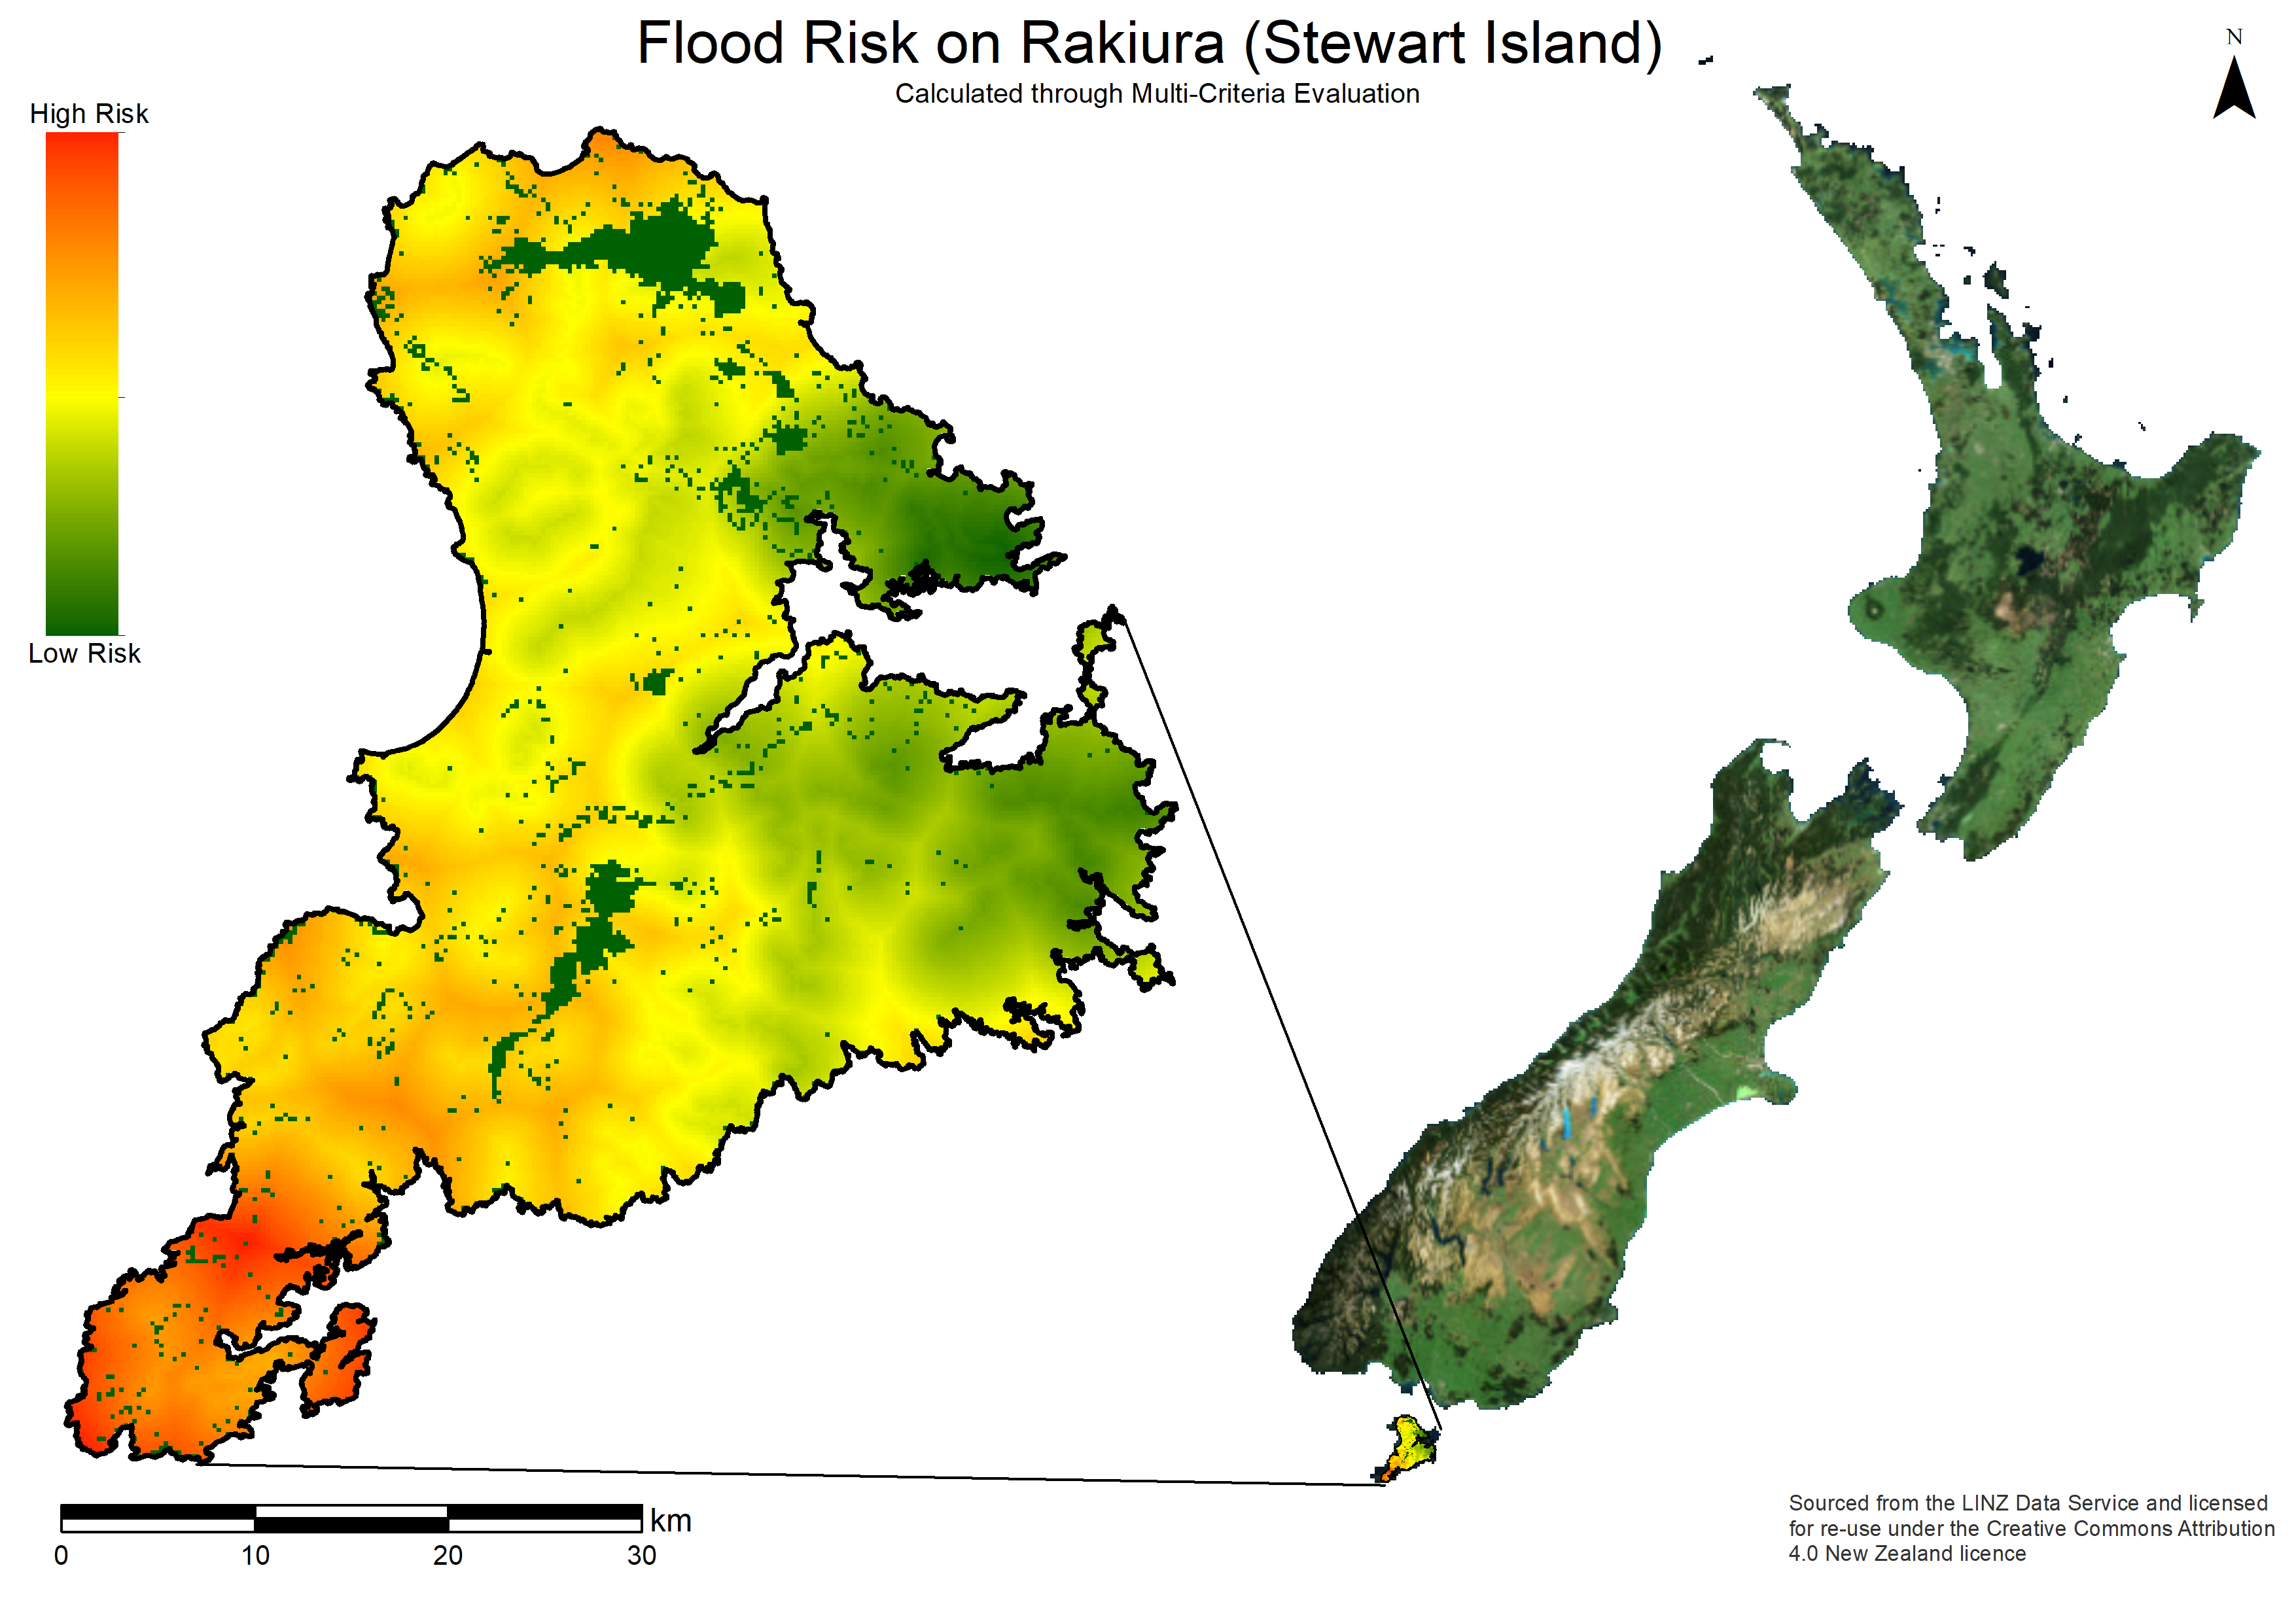 Flood Risk on Rakiura (Stewart Island)
Calculated through Multi-Criteria Evaluation
N
High Risk
Low Risk
km
0 10 20 30
Sourced from the LINZ Data Service and licensed
for re-use under the Creative Commons Attribution
4.0 New Zealand licence